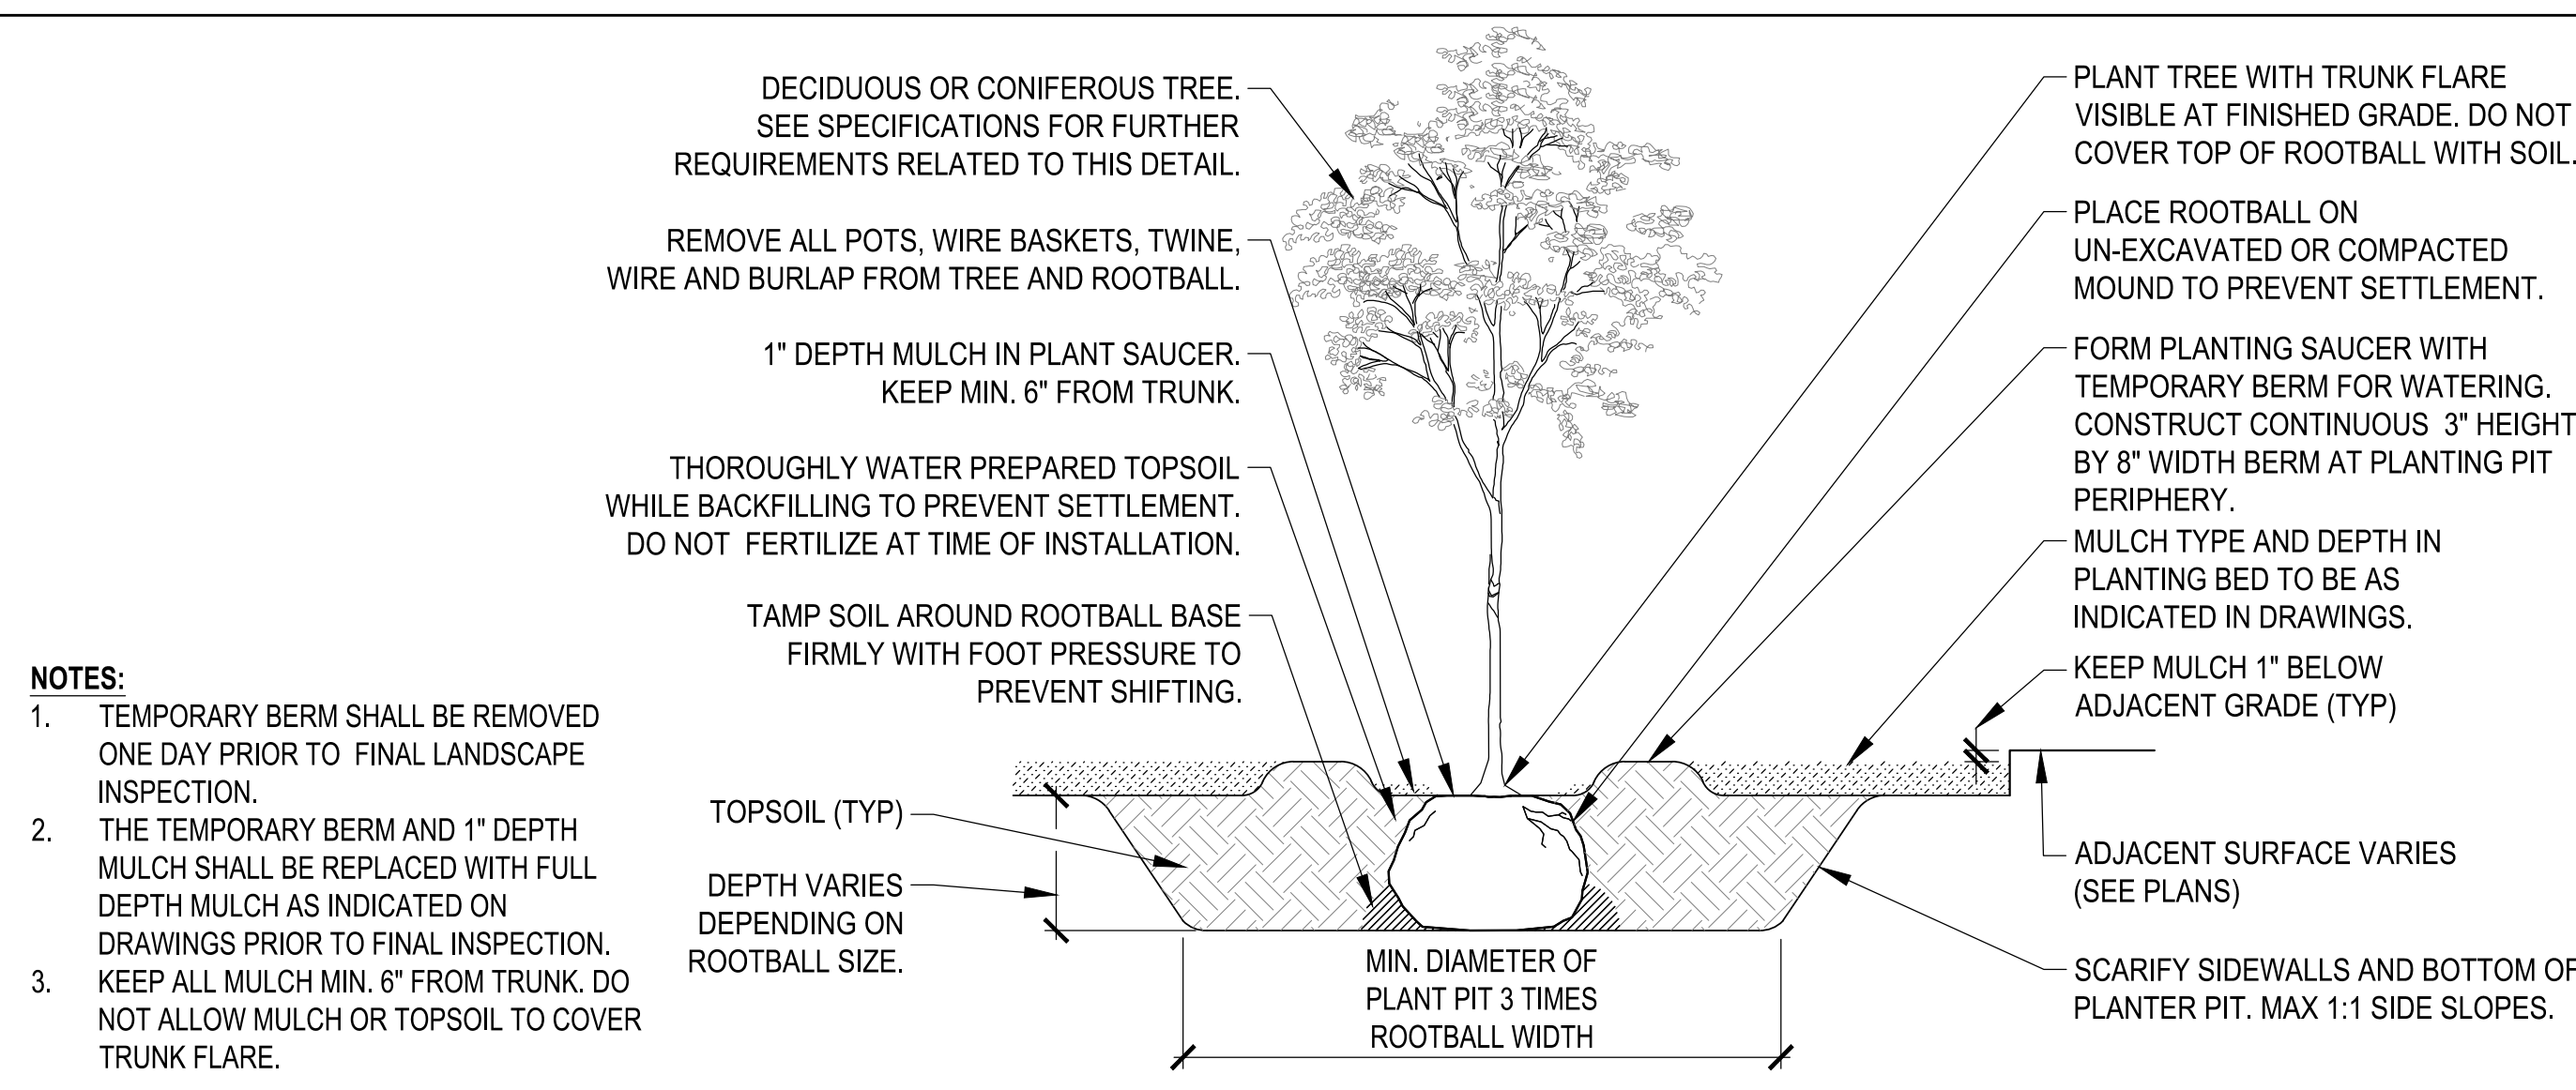 DECIDUOUS OR CONIFEROUS TREE.
SEE SPECIFICATIONS FOR FURTHER
REQUIREMENTS RELATED TO THIS DETAIL.
REMOVE ALL POTS, WIRE BASKETS, TWINE,
WIRE AND BURLAP FROM TREE AND ROOTBALL.
1" DEPTH MULCH IN PLANT SAUCER.
KEEP MIN. 6" FROM TRUNK.
THOROUGHLY WATER PREPARED TOPSOIL
WHILE BACKFILLING TO PREVENT SETTLEMENT.
DO NOT FERTILIZE AT TIME OF INSTALLATION.
TAMP SOIL AROUND ROOTBALL BASE
FIRMLY WITH FOOT PRESSURE TO
PREVENT SHIFTING.
NOTES:
1. TEMPORARY BERM SHALL BE REMOVED
ONE DAY PRIOR TO FINAL LANDSCAPE
INSPECTION.
2. THE TEMPORARY BERM AND 1" DEPTH
MULCH SHALL BE REPLACED WITH FULL
DEPTH MULCH AS INDICATED ON
DRAWINGS PRIOR TO FINAL INSPECTION.
3. KEEP ALL MULCH MIN. 6" FROM TRUNK. DO
NOT ALLOW MULCH OR TOPSOIL TO COVER
TRUNK FLARE.
TOPSOIL (TYP)
DEPTH VARIES
DEPENDING ON
ROOTBALL SIZE.
MIN. DIAMETER OF
PLANT PIT 3 TIMES
ROOTBALL WIDTH
PLANT TREE WITH TRUNK FLARE
VISIBLE AT FINISHED GRADE. DO NOT
COVER TOP OF ROOTBALL WITH SOIL.
PLACE ROOTBALL ON
UN-EXCAVATED OR COMPACTED
MOUND TO PREVENT SETTLEMENT.
FORM PLANTING SAUCER WITH
TEMPORARY BERM FOR WATERING.
CONSTRUCT CONTINUOUS 3" HEIGHT
BY 8" WIDTH BERM AT PLANTING PIT
PERIPHERY.
MULCH TYPE AND DEPTH IN
PLANTING BED TO BE AS
INDICATED IN DRAWINGS.
KEEP MULCH 1" BELOW
ADJACENT GRADE (TYP)
ADJACENT SURFACE VARIES
(SEE PLANS)
SCARIFY SIDEWALLS AND BOTTOM OF
PLANTER PIT. MAX 1:1 SIDE SLOPES.